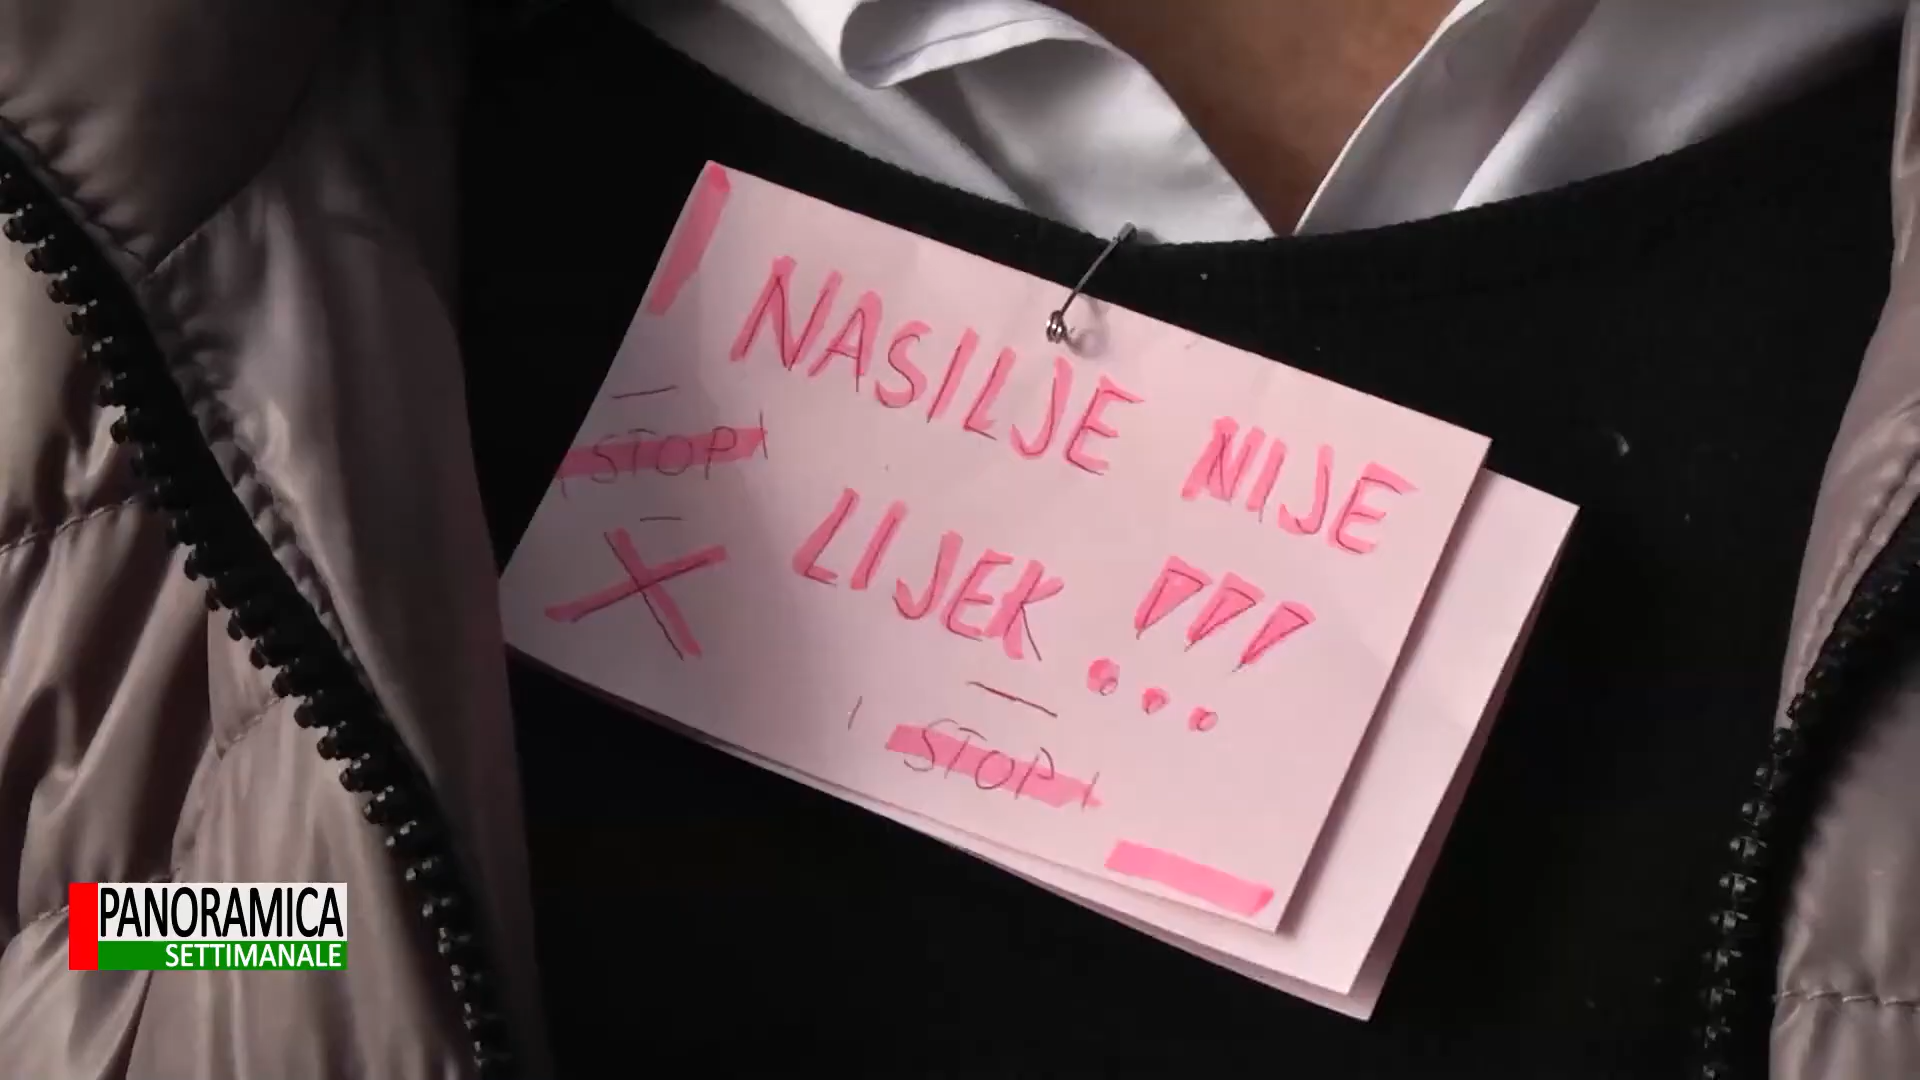 NASILJE NIJE
STOP!
LIJEK!!!
STOP!
PANORAMICA
SETTIMANALE